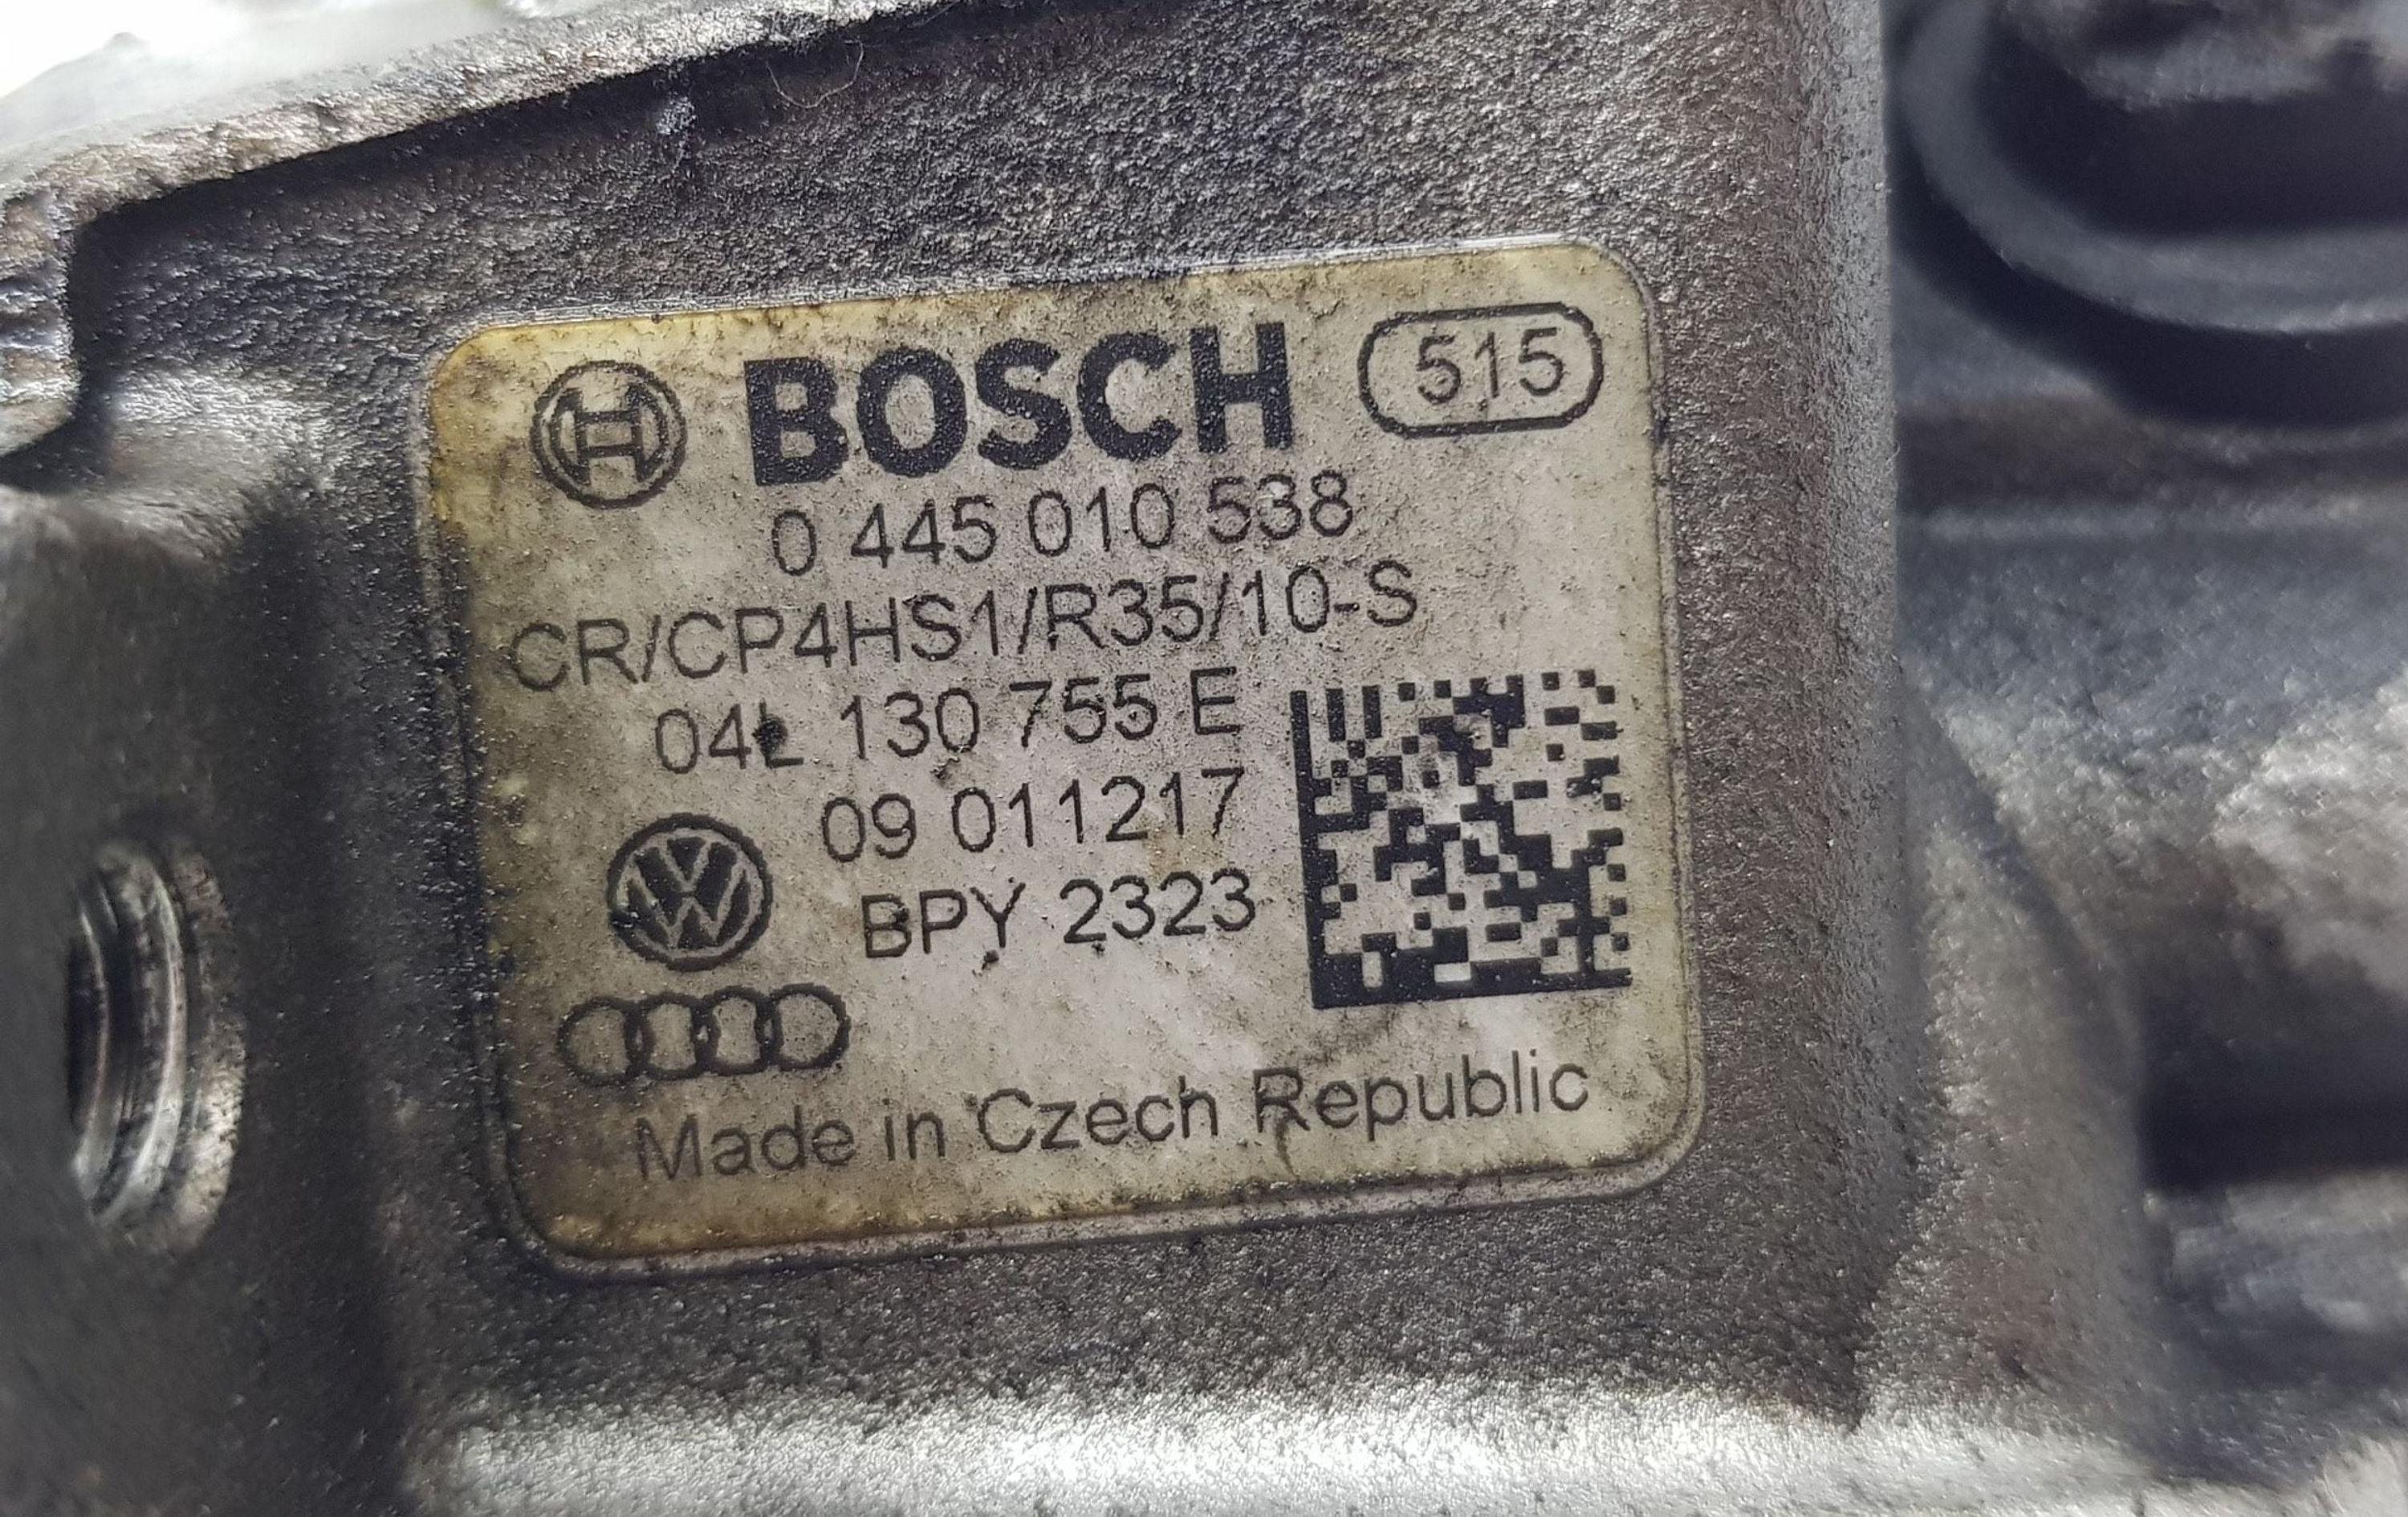 BOSCH 515
0 445 010 538
CR/CP4HS1/R35/10-S
04L 130 755 E
09 011217
BPY 2323
Made in Czech Republic